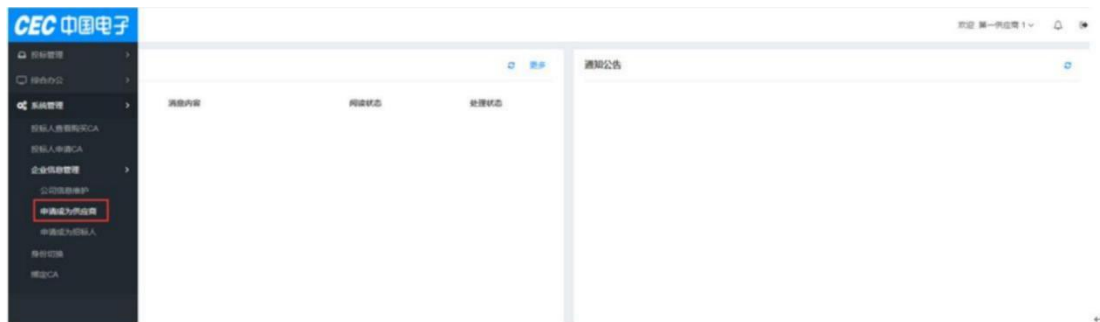 CEC 中国电子
欢迎 第一供应商 1
投标管理
综合办公
系统管理
投标人查看购买CA
投标人申请CA
企业信息管理
公司信息维护
申请成为供应商
申请成为招标人
身份切换
绑定CA
更多
消息内容 阅读状态 处理状态
通知公告